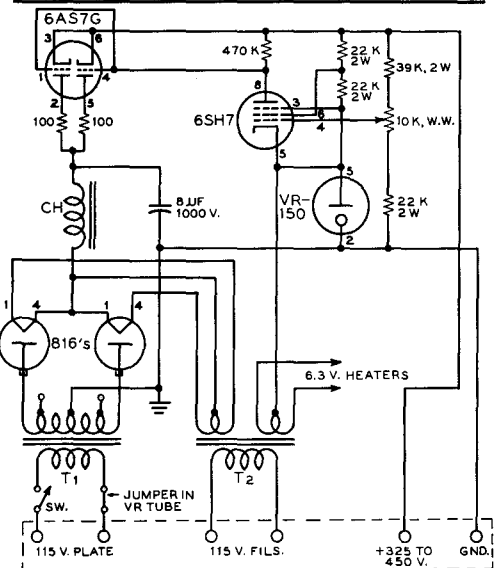 6AS7G
3
6
1
4
2
5
100
100
470 K
22 K
2W
22 K
2W
39K, 2W
8
6SH7
3
6
4
5
10K, W.W.
CH
8 µF
1000 V.
VR-
150
5
2
22 K
2W
1
4
1
4
816's
6.3 V. HEATERS
T1
T2
SW.
JUMPER IN
VR TUBE
115 V. PLATE
115 V. FILS.
+325 TO
450 V.
GND.